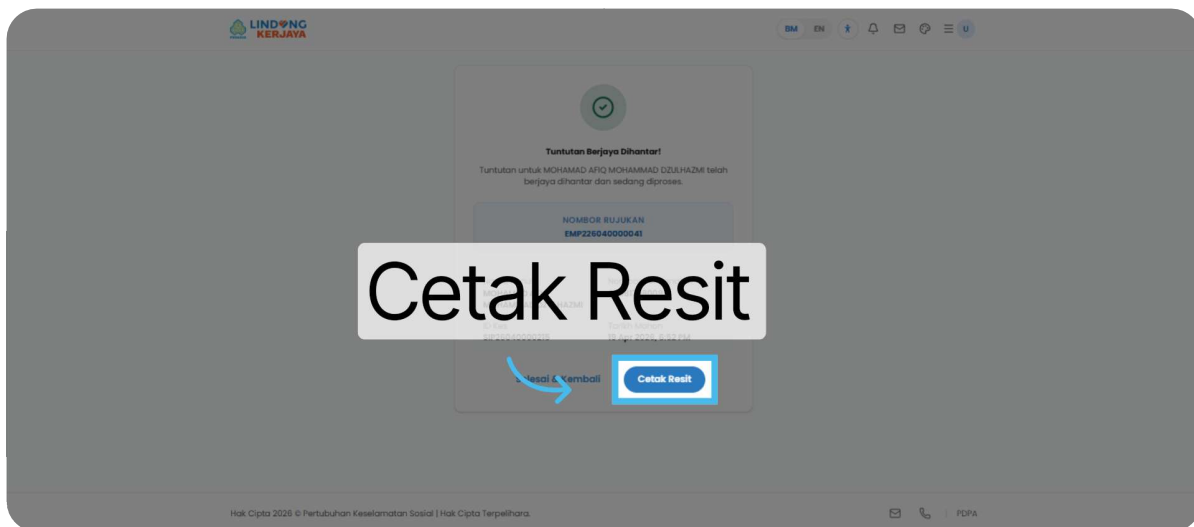 LINDUNG
KERJAYA
BM EN U
Tuntutan Berjaya Dihantar!
Tuntutan untuk MOHAMAD AFIQ MOHAMMAD DZULHAZMI telah
berjaya dihantar dan sedang diproses.
NOMBOR RUJUKAN
EMP226040000041
Cetak Resit
Selesai & Kembali
Cetak Resit
Hak Cipta 2026 © Pertubuhan Keselamatan Sosial | Hak Cipta Terpelihara.
PDPA